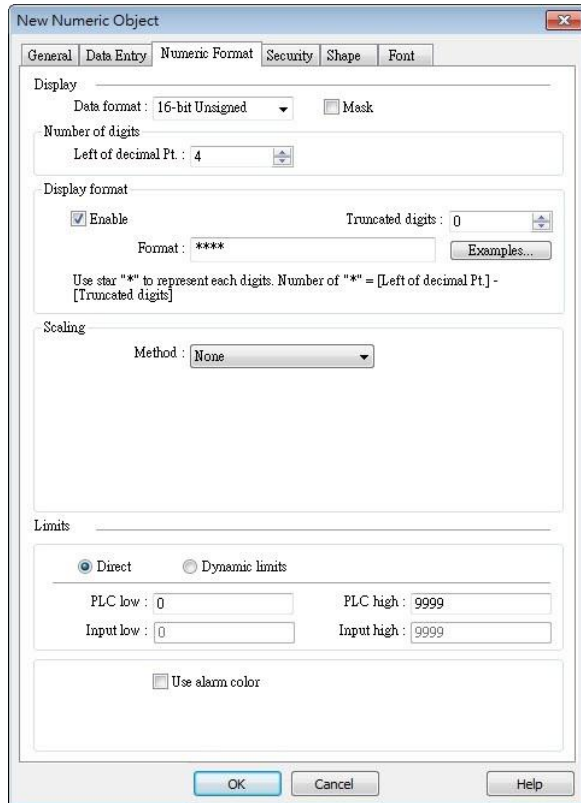 New Numeric Object
General Data Entry Numeric Format Security Shape Font
Display
Data format : 16-bit Unsigned Mask
Number of digits
Left of decimal Pt. : 4
Display format
Enable Truncated digits : 0
Format : **** Examples...
Use star "*" to represent each digits. Number of "*" = [Left of decimal Pt.] -
[Truncated digits]
Scaling
Method : None
Limits
Direct Dynamic limits
PLC low : 0 PLC high : 9999
Input low : 0 Input high : 9999
Use alarm color
OK Cancel Help